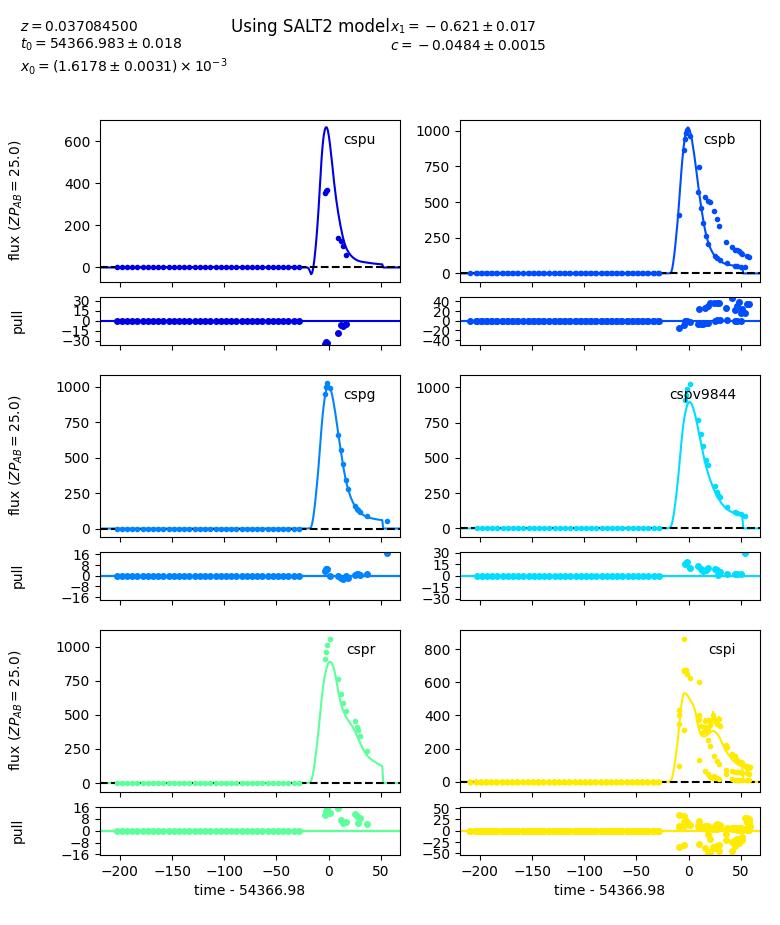 Using SALT2 model
z = 0.037084500
t₀ = 54366.983 ± 0.018
x₀ = (1.6178 ± 0.0031) × 10⁻³
x₁ = −0.621 ± 0.017
c = −0.0484 ± 0.0015
flux (ZP_AB = 25.0)
600
400
200
0
cspu
1000
750
500
250
0
cspb
pull
30
15
0
−15
−30
40
20
0
−20
−40
flux (ZP_AB = 25.0)
1000
750
500
250
0
cspg
1000
750
500
250
0
cspv9844
pull
16
8
0
−8
−16
30
15
0
−15
−30
flux (ZP_AB = 25.0)
1000
750
500
250
0
cspr
800
600
400
200
0
cspi
pull
16
8
0
−8
−16
50
25
0
−25
−50
−200 −150 −100 −50 0 50
time - 54366.98
−200 −150 −100 −50 0 50
time - 54366.98